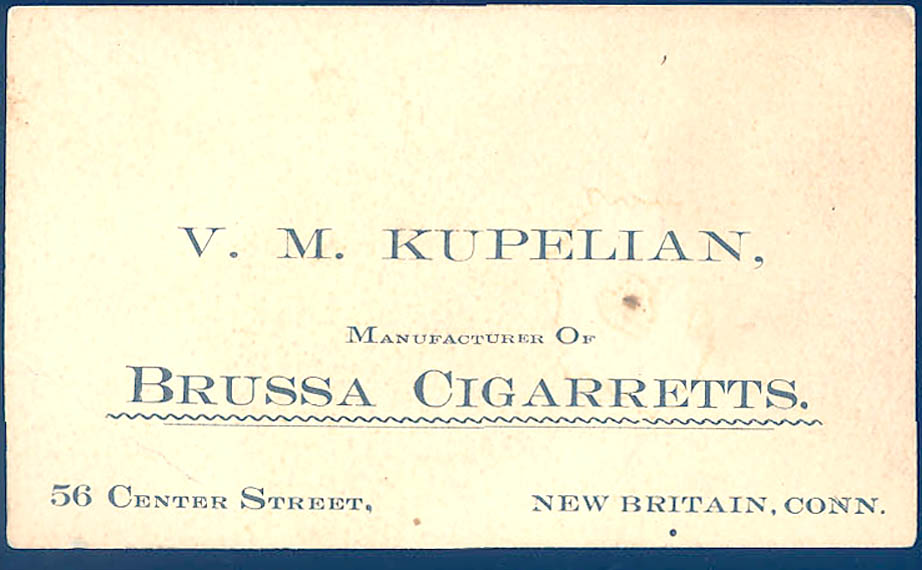 V. M. KUPELIAN,
MANUFACTURER OF
BRUSSA CIGARRETTS.
56 CENTER STREET, NEW BRITAIN, CONN.